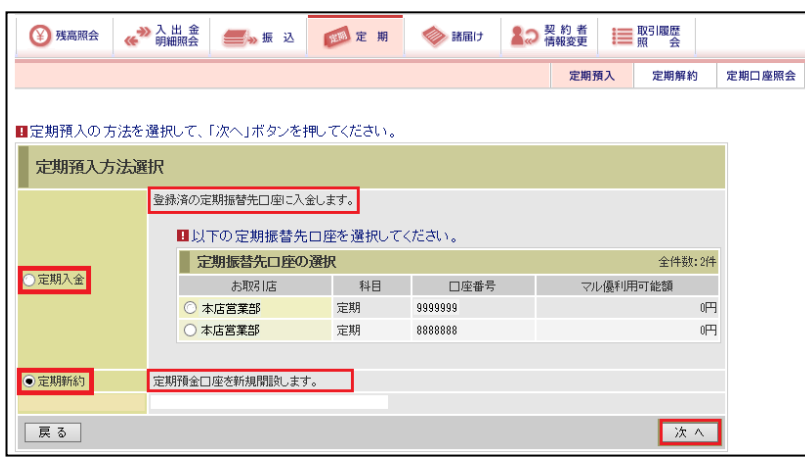 残高照会
入出金
明細照会
振込
定期
定期
諸届け
契約者
情報変更
取引履歴
照会
定期預入
定期解約
定期口座照会
定期預入の方法を選択して、「次へ」ボタンを押してください。
定期預入方法選択
登録済の定期振替先口座に入金します。
以下の定期振替先口座を選択してください。
定期振替先口座の選択 全件数:2件
お取引店 科目 口座番号 マル優利用可能額
定期入金
本店営業部 定期 9999999 0円
本店営業部 定期 8888888 0円
定期新約 定期預金口座を新規開設します。
戻る 次へ